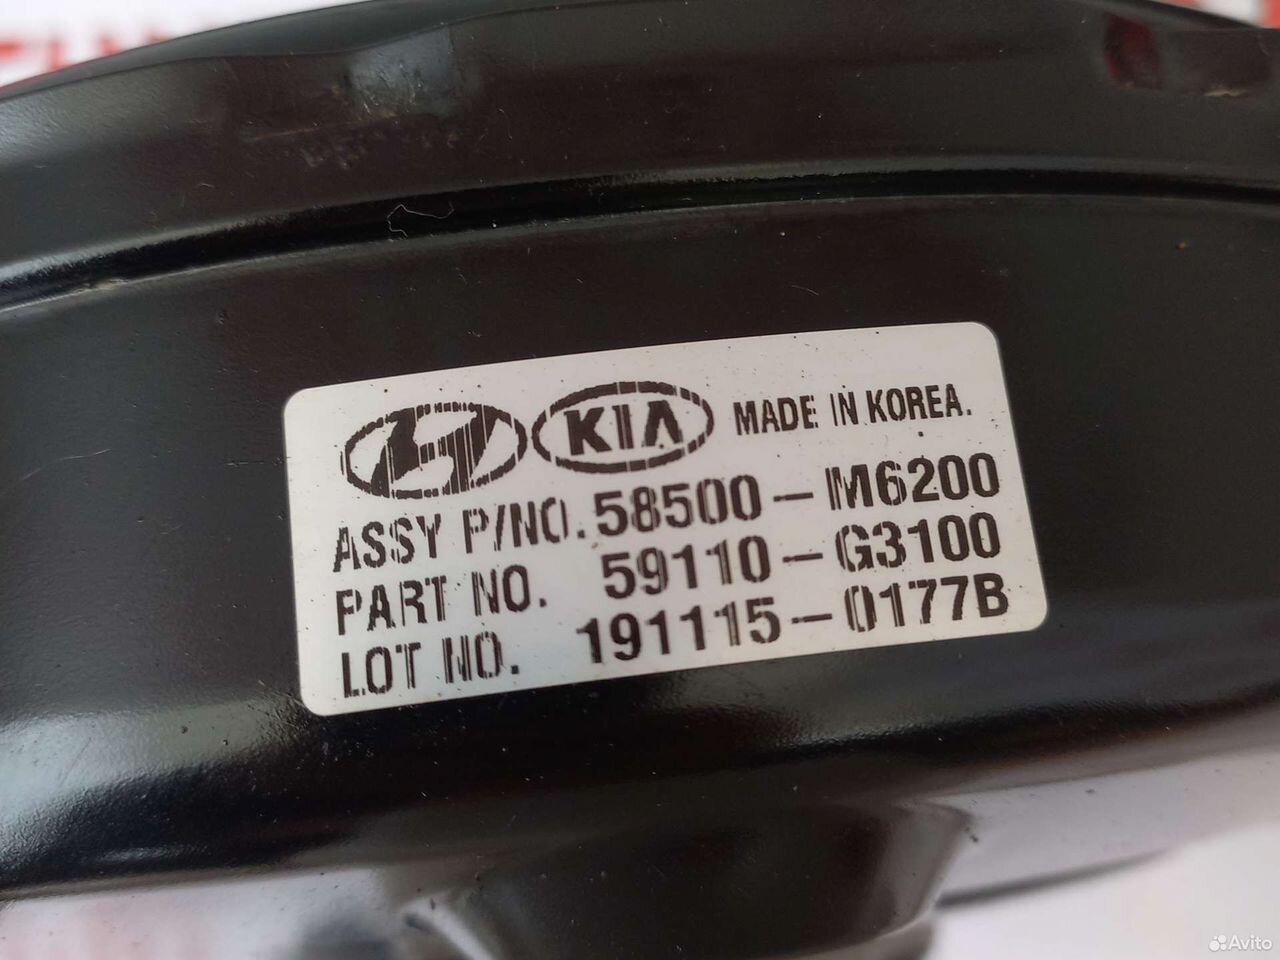 KIA MADE IN KOREA.
ASSY P/NO. 58500-M6200
PART NO. 59110-G3100
LOT NO. 191115-0177B
Avito